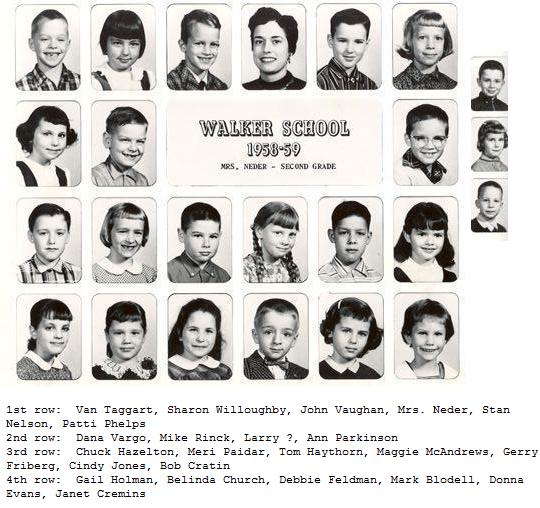 WALKER SCHOOL
1958-59
MRS. NEDER - SECOND GRADE
1st row:  Van Taggart, Sharon Willoughby, John Vaughan, Mrs. Neder, Stan
Nelson, Patti Phelps
2nd row:  Dana Vargo, Mike Rinck, Larry ?, Ann Parkinson
3rd row:  Chuck Hazelton, Meri Paidar, Tom Haythorn, Maggie McAndrews, Gerry
Friberg, Cindy Jones, Bob Cratin
4th row:  Gail Holman, Belinda Church, Debbie Feldman, Mark Blodell, Donna
Evans, Janet Cremins